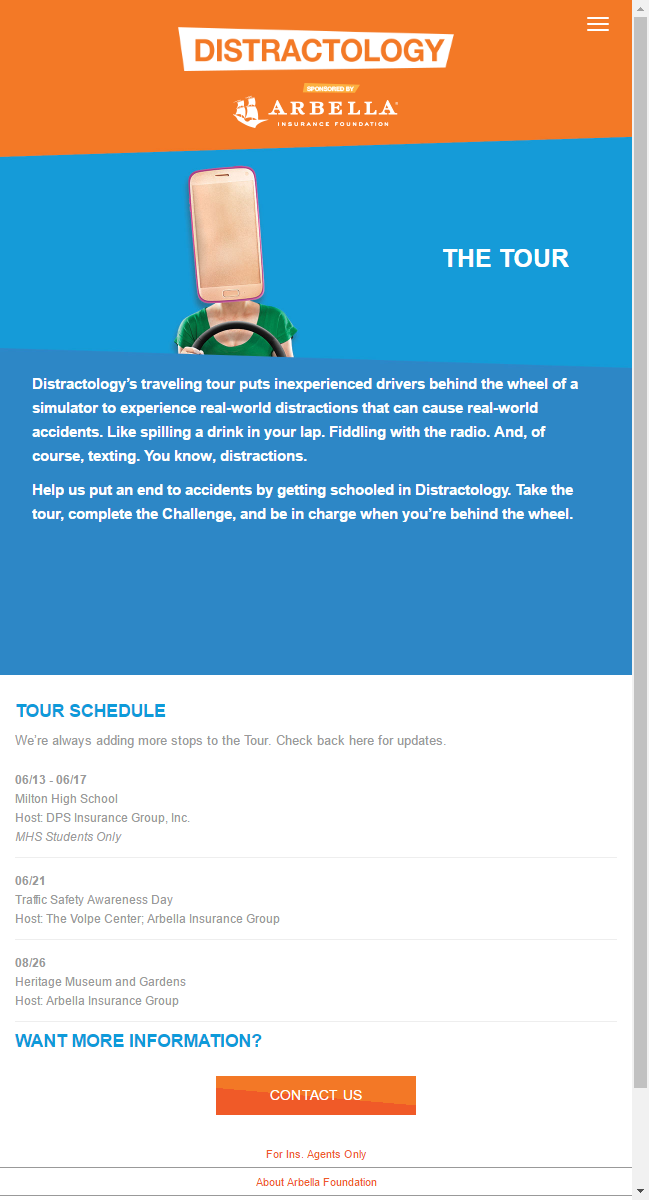 DISTRACTOLOGY
SPONSORED BY
ARBELLA
INSURANCE FOUNDATION
THE TOUR
Distractology’s traveling tour puts inexperienced drivers behind the wheel of a
simulator to experience real-world distractions that can cause real-world
accidents. Like spilling a drink in your lap. Fiddling with the radio. And, of
course, texting. You know, distractions.
Help us put an end to accidents by getting schooled in Distractology. Take the
tour, complete the Challenge, and be in charge when you’re behind the wheel.
TOUR SCHEDULE
We’re always adding more stops to the Tour. Check back here for updates.
06/13 - 06/17
Milton High School
Host: DPS Insurance Group, Inc.
MHS Students Only
06/21
Traffic Safety Awareness Day
Host: The Volpe Center; Arbella Insurance Group
08/26
Heritage Museum and Gardens
Host: Arbella Insurance Group
WANT MORE INFORMATION?
CONTACT US
For Ins. Agents Only
About Arbella Foundation